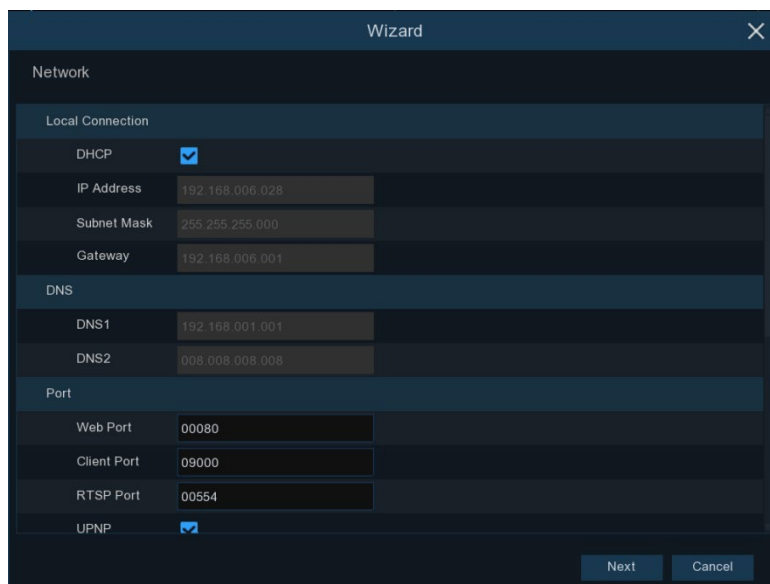 Wizard
Network
Local Connection
DHCP
IP Address 192.168.006.028
Subnet Mask 255.255.255.000
Gateway 192.168.006.001
DNS
DNS1 192.168.001.001
DNS2 008.008.008.008
Port
Web Port 00080
Client Port 09000
RTSP Port 00554
UPNP
Next Cancel